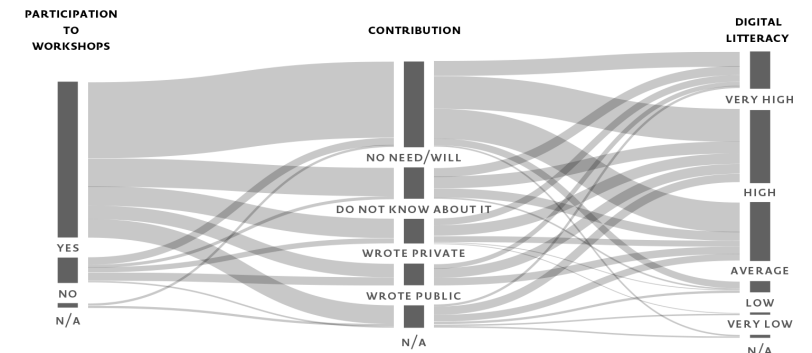 PARTICIPATION
TO
WORKSHOPS
CONTRIBUTION
DIGITAL
LITTERACY
YES
NO
N/A
NO NEED/WILL
DO NOT KNOW ABOUT IT
WROTE PRIVATE
WROTE PUBLIC
N/A
VERY HIGH
HIGH
AVERAGE
LOW
VERY LOW
N/A